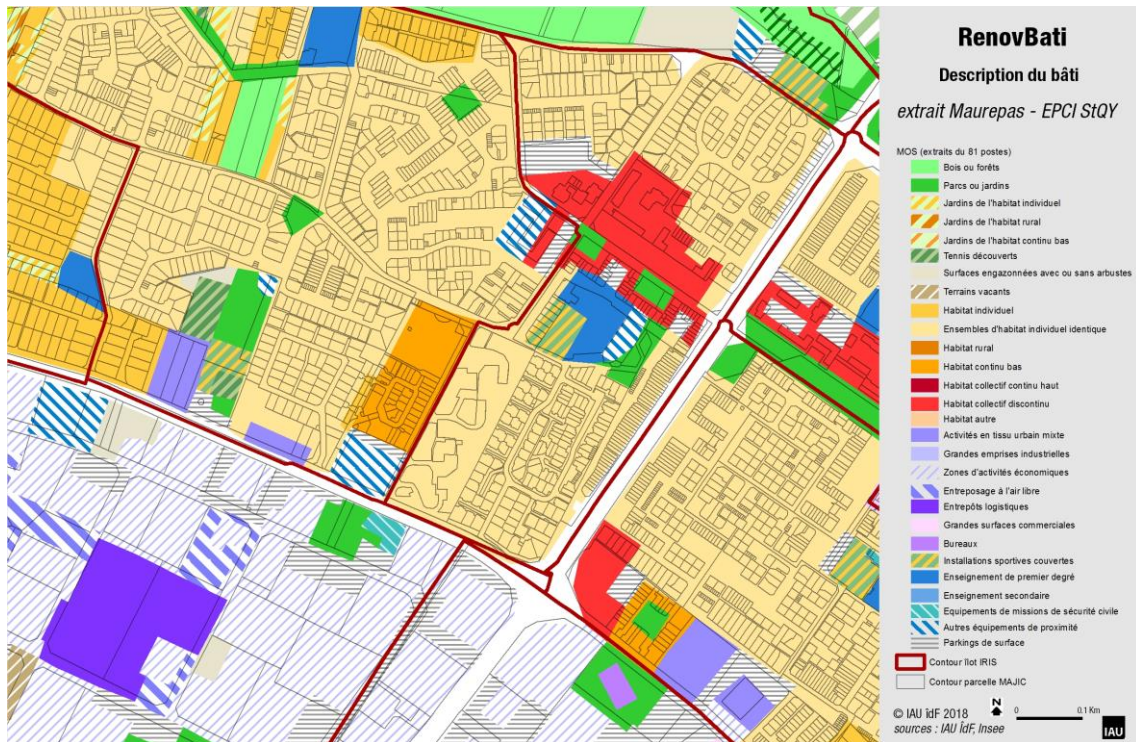 RenovBati
Description du bâti
extrait Maurepas - EPCI StQY
MOS (extraits du 81 postes)
Bois ou forêts
Parcs ou jardins
Jardins de l'habitat individuel
Jardins de l'habitat rural
Jardins de l'habitat continu bas
Tennis découverts
Surfaces engazonnées avec ou sans arbustes
Terrains vacants
Habitat individuel
Ensembles d'habitat individuel identique
Habitat rural
Habitat continu bas
Habitat collectif continu haut
Habitat collectif discontinu
Habitat autre
Activités en tissu urbain mixte
Grandes emprises industrielles
Zones d'activités économiques
Entreposage à l'air libre
Entrepôts logistiques
Grandes surfaces commerciales
Bureaux
Installations sportives couvertes
Enseignement de premier degré
Enseignement secondaire
Equipements de missions de sécurité civile
Autres équipements de proximité
Parkings de surface
Contour îlot IRIS
Contour parcelle MAJIC
© IAU îdF 2018
N
0 0.1 Km
sources : IAU îdF, Insee
IAU